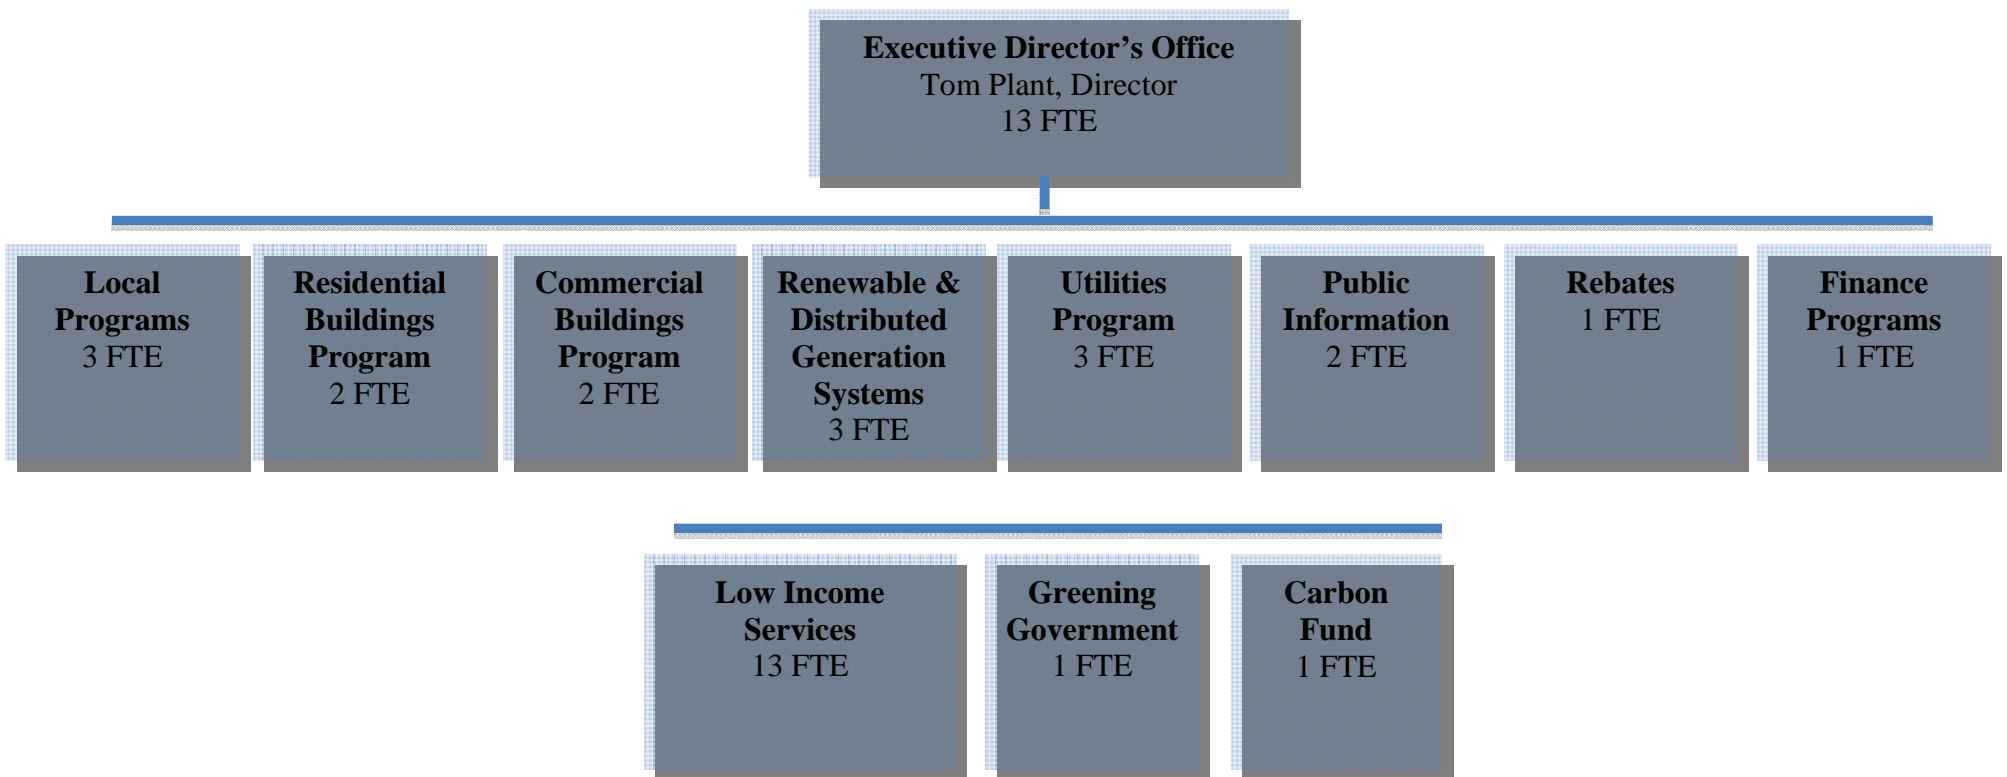 Executive Director’s Office
Tom Plant, Director
13 FTE
Local
Programs
3 FTE
Residential
Buildings
Program
2 FTE
Commercial
Buildings
Program
2 FTE
Renewable &
Distributed
Generation
Systems
3 FTE
Utilities
Program
3 FTE
Public
Information
2 FTE
Rebates
1 FTE
Finance
Programs
1 FTE
Low Income
Services
13 FTE
Greening
Government
1 FTE
Carbon
Fund
1 FTE